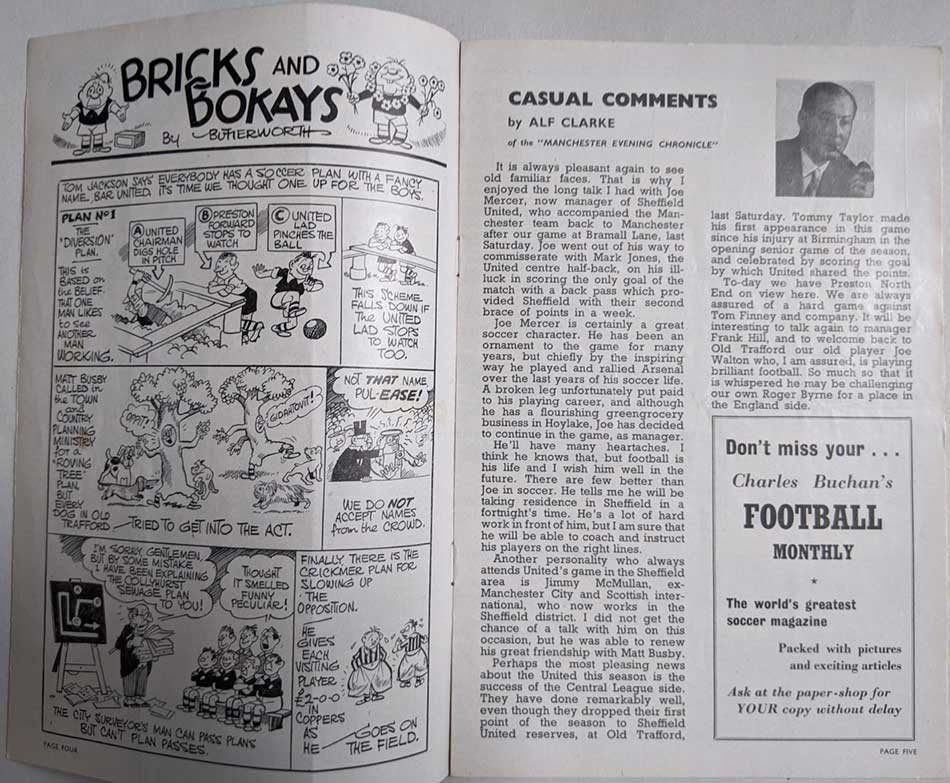 BRICKS AND
BOKAYS
By BUTTERWORTH
TOM JACKSON SAYS EVERYBODY HAS A SOCCER PLAN WITH A FANCY
NAME, BAR UNITED. IT'S TIME WE THOUGHT ONE UP FOR THE BOYS.
PLAN No 1
THE
"DIVERSION"
PLAN.
THIS IS
BASED on
the BELIEF.
THAT ONE
MAN LIKES
to see
ANOTHER
MAN
WORKING.
A UNITED
CHAIRMAN
DIGS HOLE
IN PITCH
B PRESTON
FORWARD
STOPS TO
WATCH
C UNITED
LAD
PINCHES THE
BALL
THIS SCHEME
FALLS DOWN IF
THE UNITED
LAD STOPS
TO WATCH
TOO.
MATT BUSBY
CALLED in
the TOWN
and
COUNTRY
PLANNING
MINISTRY
for a
"ROVING
TREE"
PLAN.
BUT
EVERY
DOG IN OLD
TRAFFORD — TRIED TO GET INTO THE ACT.
OPPIT!
GIDAHTOVIT!
NOT THAT NAME
PUL-EASE!
WE DO NOT
ACCEPT NAMES
from the CROWD.
I'M SORRY GENTLEMEN,
BUT BY SOME MISTAKE
I HAVE BEEN EXPLAINING
THE COLLYHURST
SEWAGE PLAN
TO YOU!
THOUGHT
IT SMELLED
FUNNY
PECULIAR!
THE CITY SURVEYOR'S MAN CAN PASS PLANS
BUT CAN'T PLAN PASSES.
FINALLY, THERE IS THE
CRICKMER PLAN FOR
SLOWING UP
THE
OPPOSITION.
HE
GIVES
EACH
VISITING
PLAYER
£2-0-0
IN
COPPERS
AS
HE — GOES ON
THE FIELD.
PAGE FOUR
CASUAL COMMENTS
by ALF CLARKE
of the "MANCHESTER EVENING CHRONICLE"
It is always pleasant again to see
old familiar faces. That is why I
enjoyed the long talk I had with Joe
Mercer, now manager of Sheffield
United, who accompanied the Man-
chester team back to Manchester
after our game at Bramall Lane, last
Saturday. Joe went out of his way to
commisserate with Mark Jones, the
United centre half-back, on his ill-
luck in scoring the only goal of the
match with a back pass which pro-
vided Sheffield with their second
brace of points in a week.
Joe Mercer is certainly a great
soccer character. He has been an
ornament to the game for many
years, but chiefly by the inspiring
way he played and rallied Arsenal
over the last years of his soccer life.
A broken leg unfortunately put paid
to his playing career, and although
he has a flourishing greengrocery
business in Hoylake, Joe has decided
to continue in the game, as manager.
He'll have many heartaches. I
think he knows that, but football is
his life and I wish him well in the
future. There are few better than
Joe in soccer. He tells me he will be
taking residence in Sheffield in a
fortnight's time. He's a lot of hard
work in front of him, but I am sure that
he will be able to coach and instruct
his players on the right lines.
Another personality who always
attends United's game in the Sheffield
area is Jimmy McMullan, ex-
Manchester City and Scottish inter-
national, who now works in the
Sheffield district. I did not get the
chance of a talk with him on this
occasion, but he was able to renew
his great friendship with Matt Busby.
Perhaps the most pleasing news
about the United this season is the
success of the Central League side.
They have done remarkably well,
even though they dropped their first
point of the season to Sheffield
United reserves, at Old Trafford,
last Saturday. Tommy Taylor made
his first appearance in this game
since his injury at Birmingham in the
opening senior game of the season,
and celebrated by scoring the goal
by which United shared the points.
To-day we have Preston North
End on view here. We are always
assured of a hard game against
Tom Finney and company. It will be
interesting to talk again to manager
Frank Hill, and to welcome back to
Old Trafford our old player Joe
Walton who, I am assured, is playing
brilliant football. So much so that it
is whispered he may be challenging
our own Roger Byrne for a place in
the England side.
Don't miss your ...
Charles Buchan's
FOOTBALL
MONTHLY
The world's greatest
soccer magazine
Packed with pictures
and exciting articles
Ask at the paper-shop for
YOUR copy without delay
PAGE FIVE